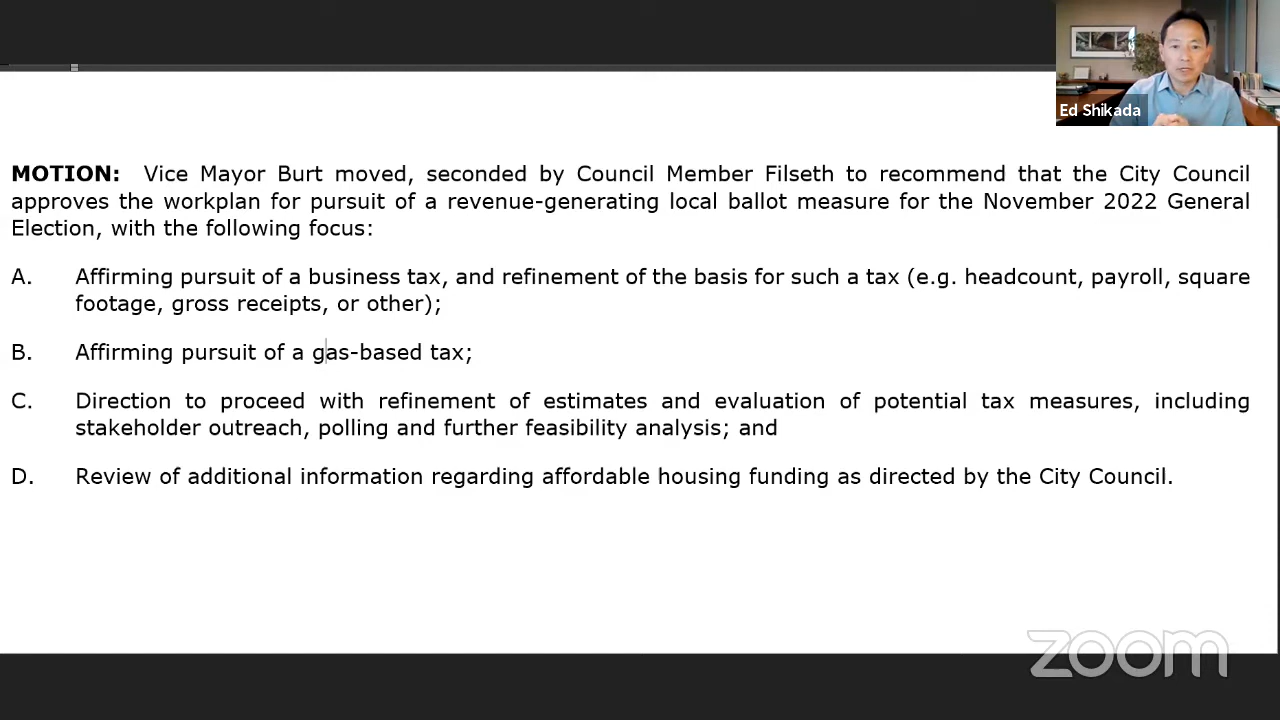 Ed Shikada
MOTION: Vice Mayor Burt moved, seconded by Council Member Filseth to recommend that the City Council
approves the workplan for pursuit of a revenue-generating local ballot measure for the November 2022 General
Election, with the following focus:
A. Affirming pursuit of a business tax, and refinement of the basis for such a tax (e.g. headcount, payroll, square
footage, gross receipts, or other);
B. Affirming pursuit of a gas-based tax;
C. Direction to proceed with refinement of estimates and evaluation of potential tax measures, including
stakeholder outreach, polling and further feasibility analysis; and
D. Review of additional information regarding affordable housing funding as directed by the City Council.
zoom